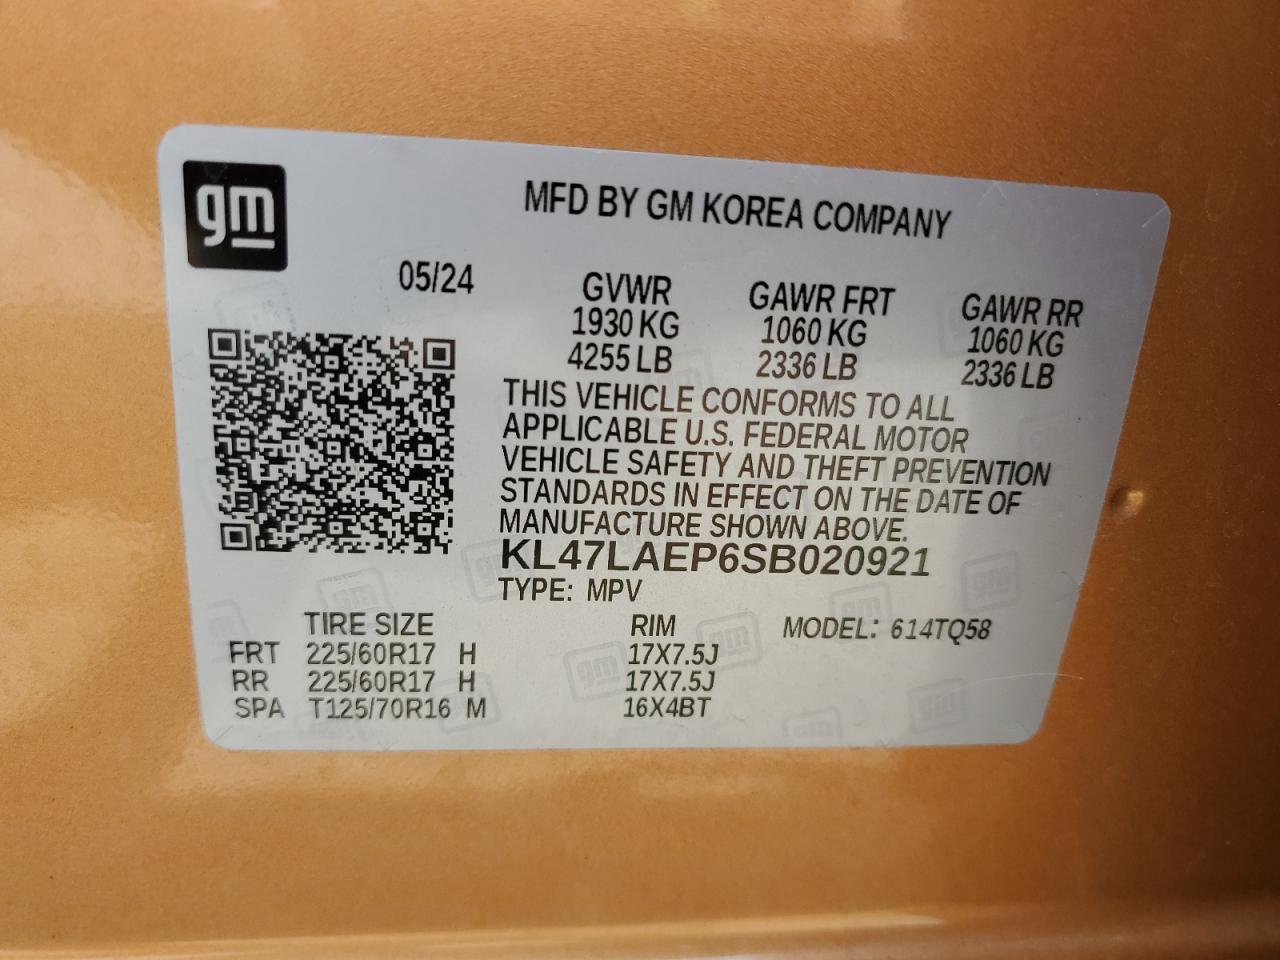 gm
MFD BY GM KOREA COMPANY
05/24
GVWR GAWR FRT GAWR RR
1930 KG 1060 KG 1060 KG
4255 LB 2336 LB 2336 LB
THIS VEHICLE CONFORMS TO ALL
APPLICABLE U.S. FEDERAL MOTOR
VEHICLE SAFETY AND THEFT PREVENTION
STANDARDS IN EFFECT ON THE DATE OF
MANUFACTURE SHOWN ABOVE.
KL47LAEP6SB020921
TYPE: MPV
TIRE SIZE RIM MODEL: 614TQ58
FRT 225/60R17 H 17X7.5J
RR 225/60R17 H 17X7.5J
SPA T125/70R16 M 16X4BT